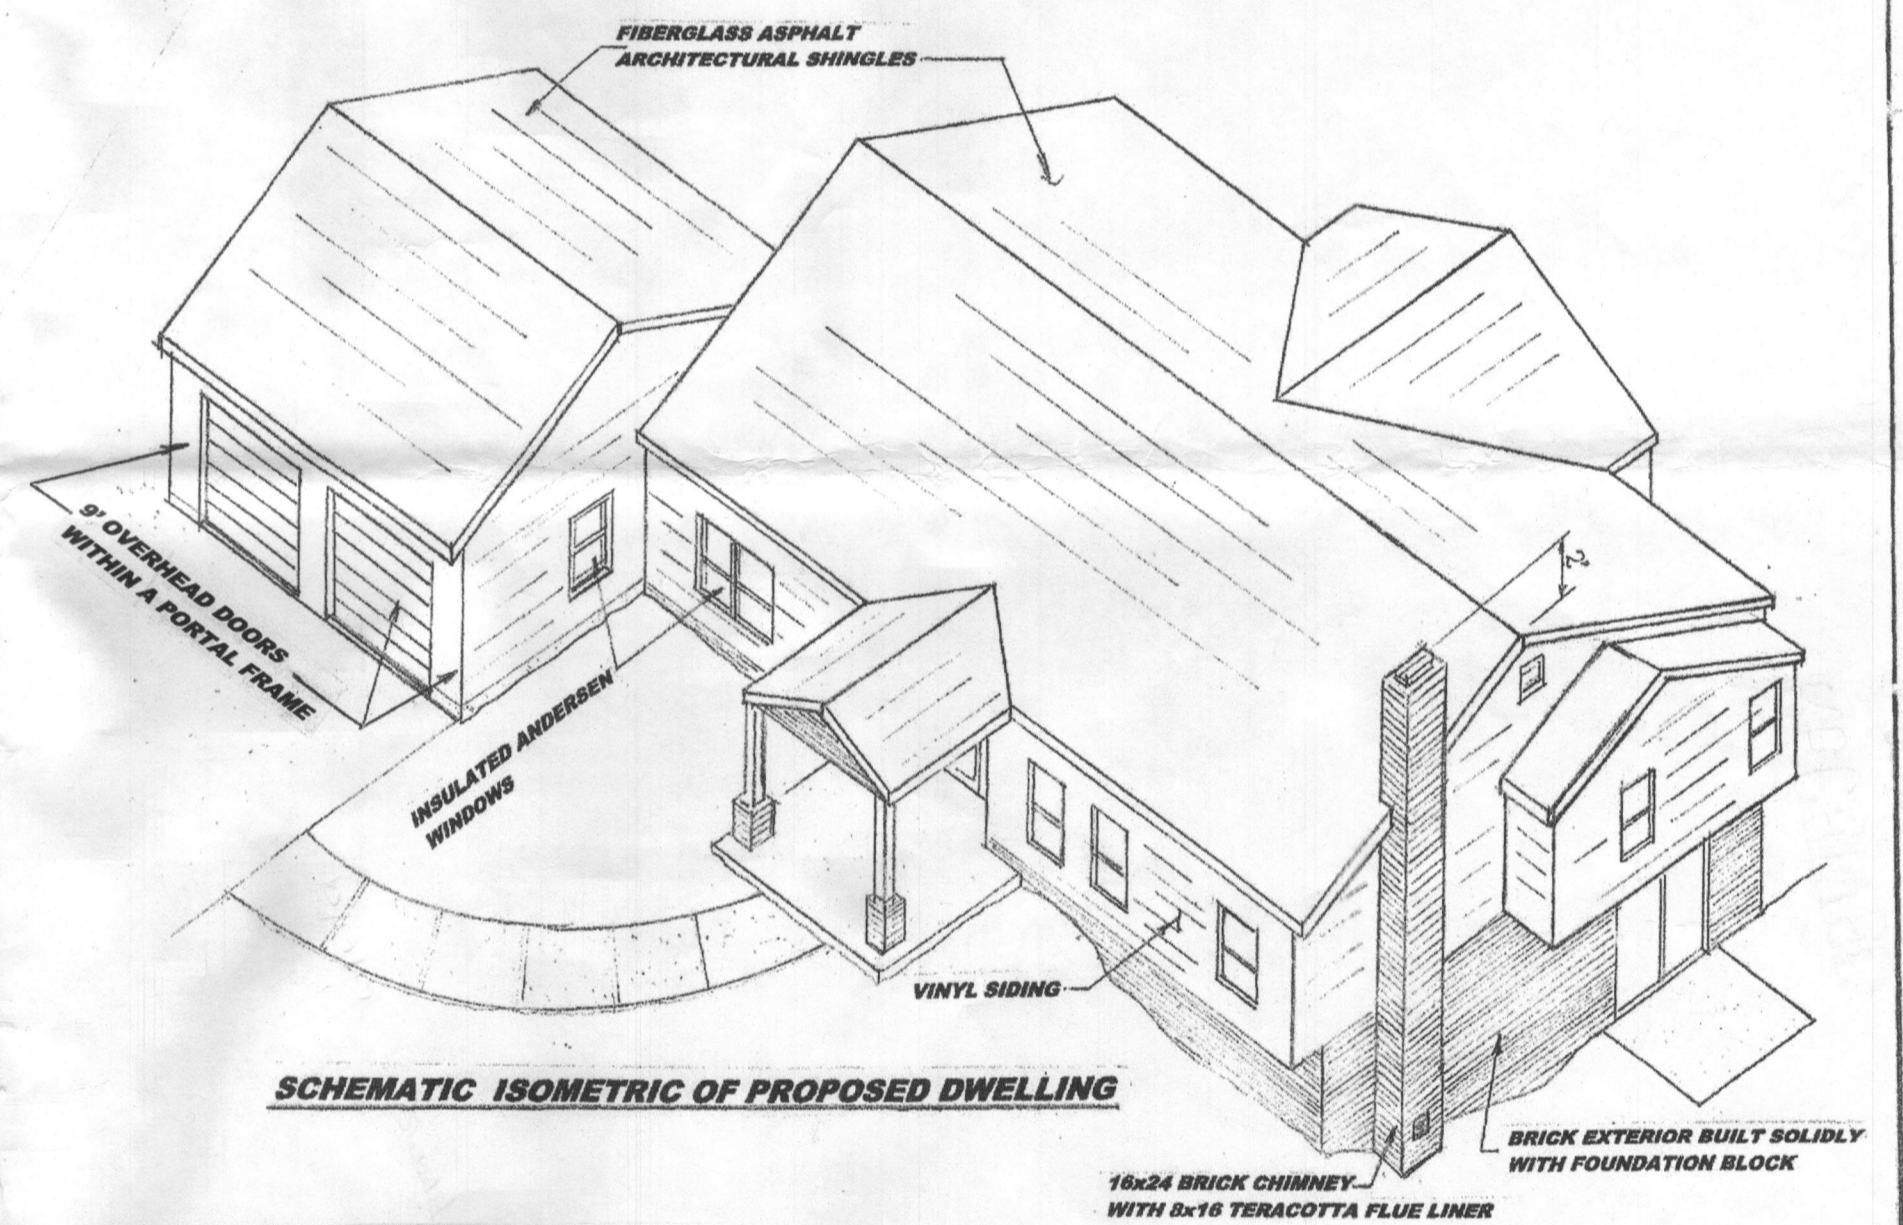 FIBERGLASS ASPHALT
ARCHITECTURAL SHINGLES
2'
9' OVERHEAD DOORS
WITHIN A PORTAL FRAME
INSULATED ANDERSEN
WINDOWS
VINYL SIDING
SCHEMATIC ISOMETRIC OF PROPOSED DWELLING
BRICK EXTERIOR BUILT SOLIDLY
WITH FOUNDATION BLOCK
16x24 BRICK CHIMNEY
WITH 8x16 TERACOTTA FLUE LINER